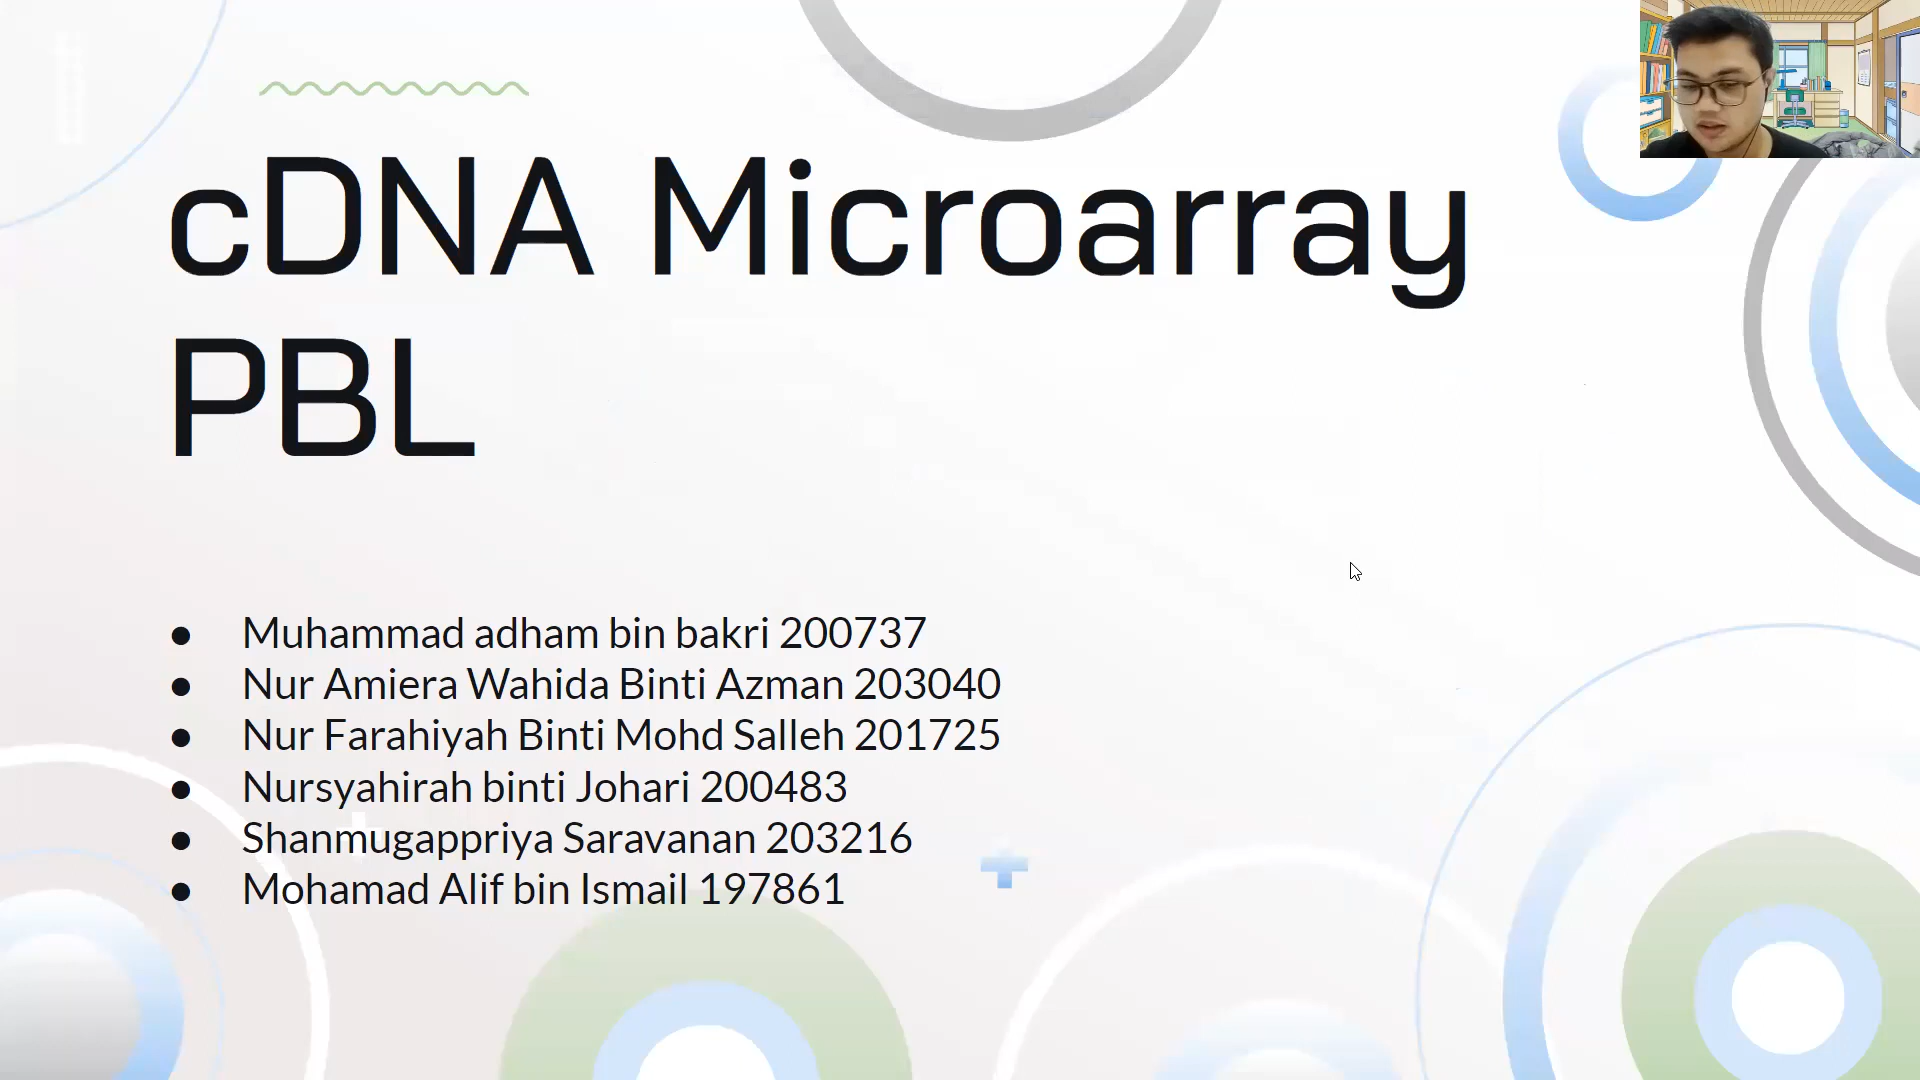 cDNA Microarray
PBL
● Muhammad adham bin bakri 200737
● Nur Amiera Wahida Binti Azman 203040
● Nur Farahiyah Binti Mohd Salleh 201725
● Nursyahirah binti Johari 200483
● Shanmugappriya Saravanan 203216
● Mohamad Alif bin Ismail 197861